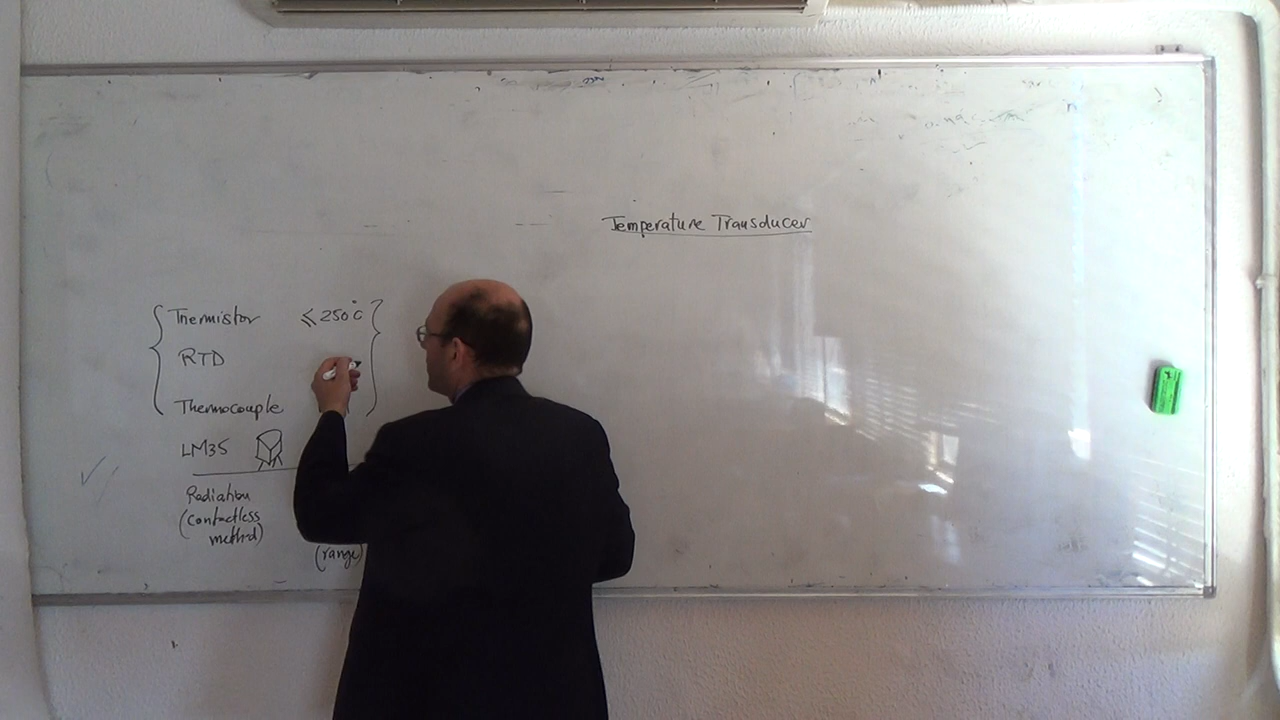 Temperature Transducer
Thermistor ≤ 250°C
RTD
Thermocouple
LM35
Radiation
(contactless
method)
(range)